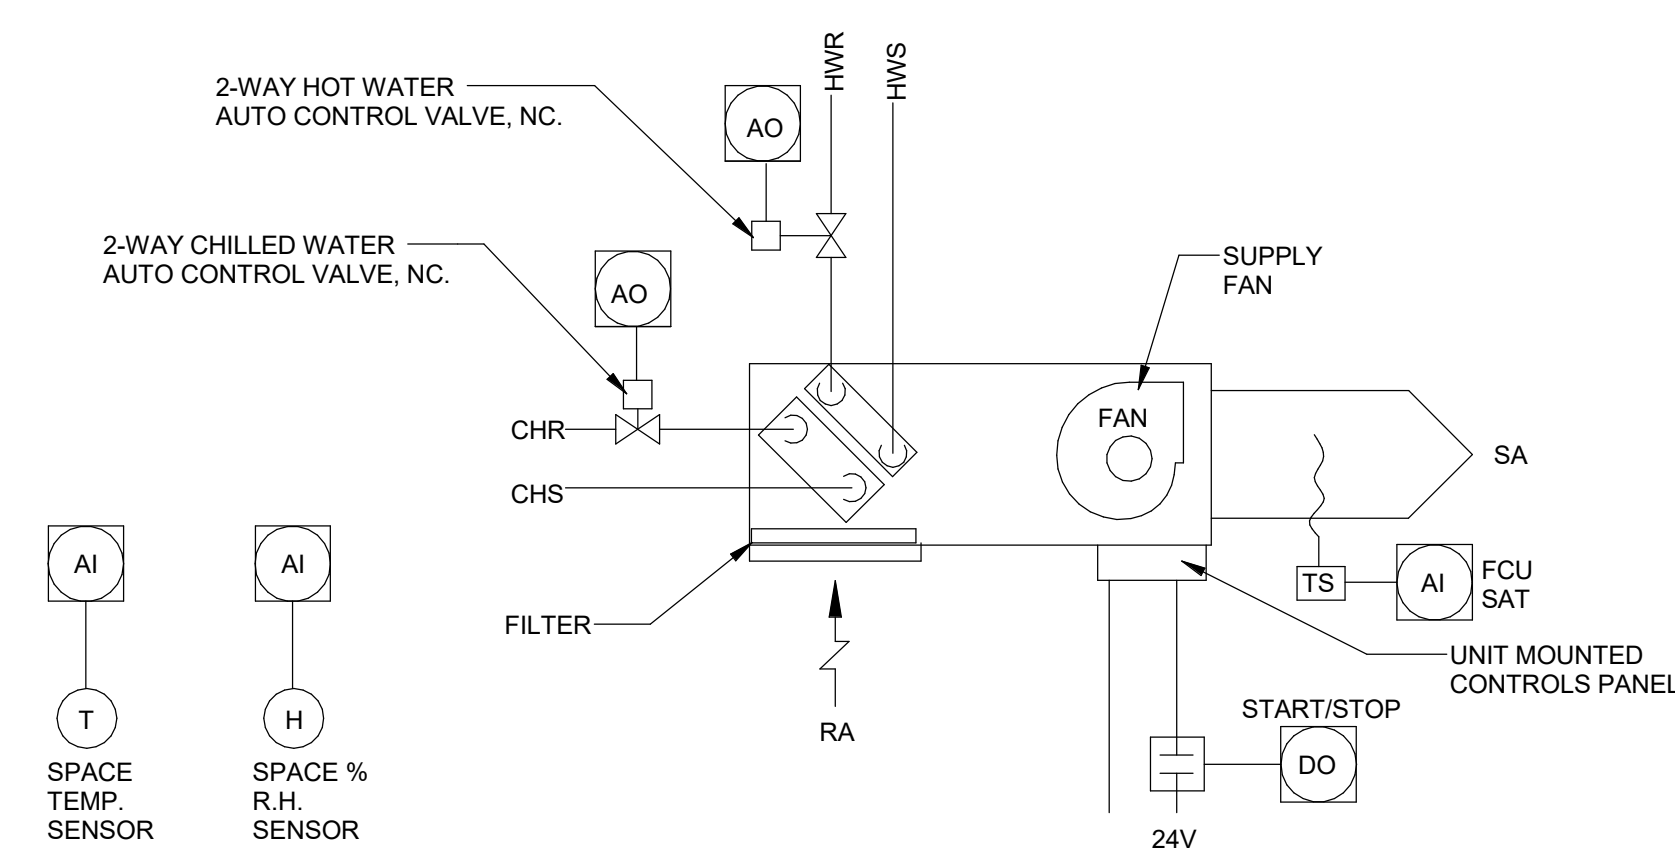 HWR
HWS
2-WAY HOT WATER
AUTO CONTROL VALVE, NC.
AO
2-WAY CHILLED WATER
AUTO CONTROL VALVE, NC.
AO
SUPPLY
FAN
FAN
CHR
CHS
SA
AI
AI
TS
AI
FCU
SAT
FILTER
UNIT MOUNTED
CONTROLS PANEL
T
H
RA
START/STOP
DO
SPACE
TEMP.
SENSOR
SPACE %
R.H.
SENSOR
24V